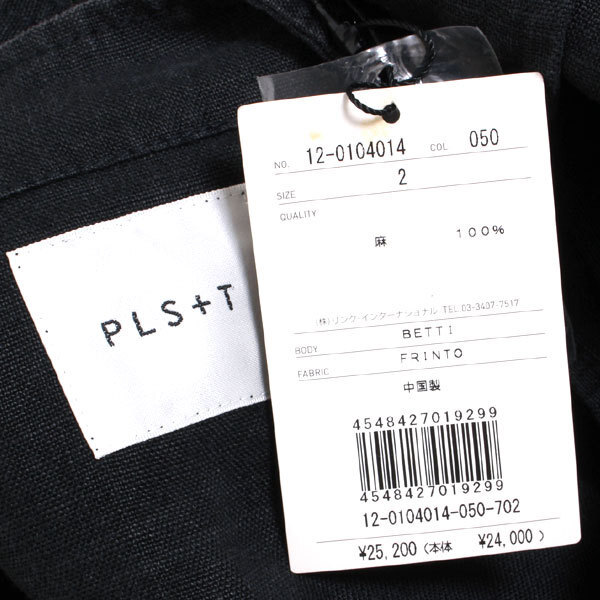 PLS+T
NO. 12-0104014 COL 050
SIZE 2
QUALITY
麻 100%
(株)リンク・インターナショナル TEL:03-3407-7517
BODY BETTI
FABRIC FRINTO
中国製
4548427019299
4548427019299
12-0104014-050-702
¥25,200(本体 ¥24,000)